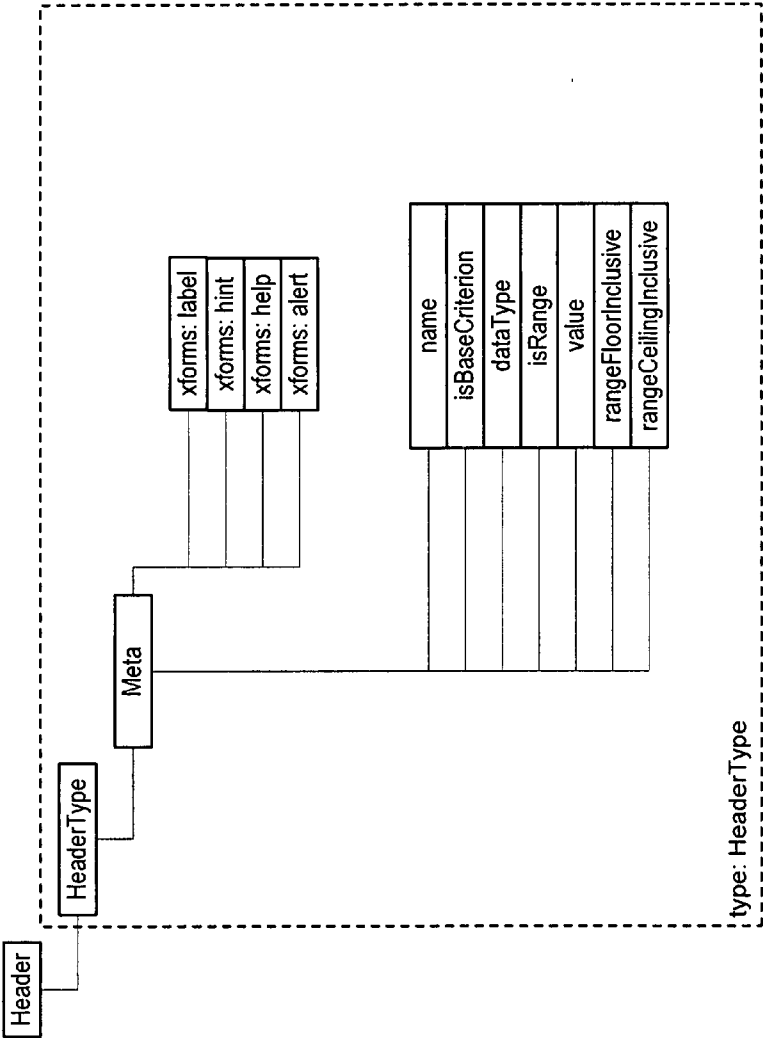 Header
HeaderType
Meta
xforms: label
xforms: hint
xforms: help
xforms: alert
name
isBaseCriterion
dataType
isRange
value
rangeFloorInclusive
rangeCeilingInclusive
type: HeaderType